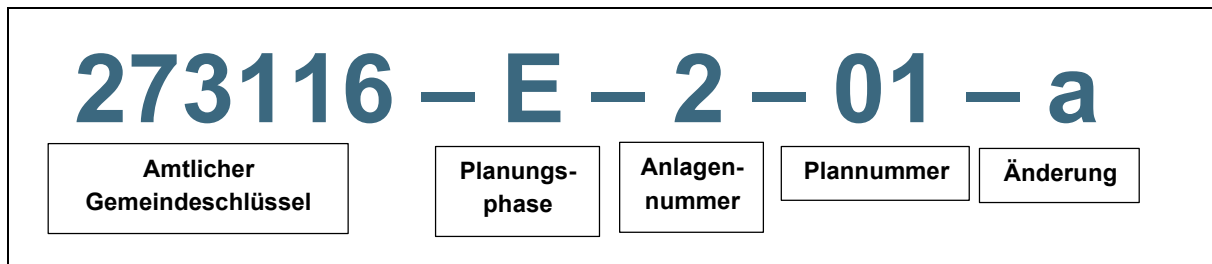 273116 – E – 2 – 01 – a
Amtlicher
Gemeindeschlüssel
Planungs-
phase
Anlagen-
nummer
Plannummer
Änderung